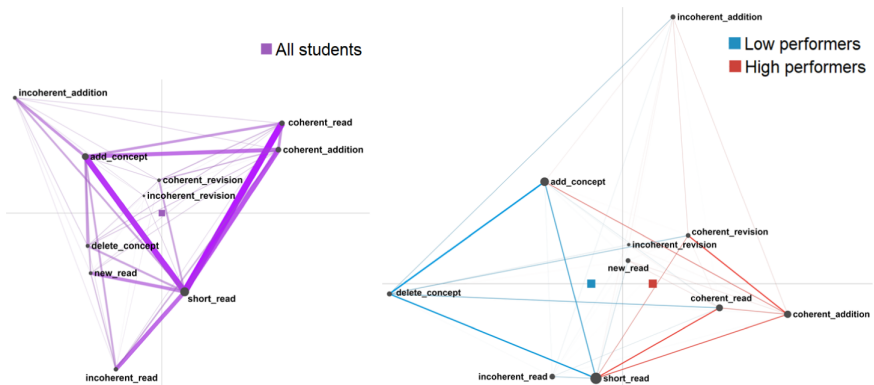 All students
incoherent_addition
coherent_read
coherent_addition
add_concept
coherent_revision
incoherent_revision
delete_concept
new_read
short_read
incoherent_read
incoherent_addition
Low performers
High performers
add_concept
coherent_revision
incoherent_revision
new_read
delete_concept
coherent_read
coherent_addition
incoherent_read
short_read